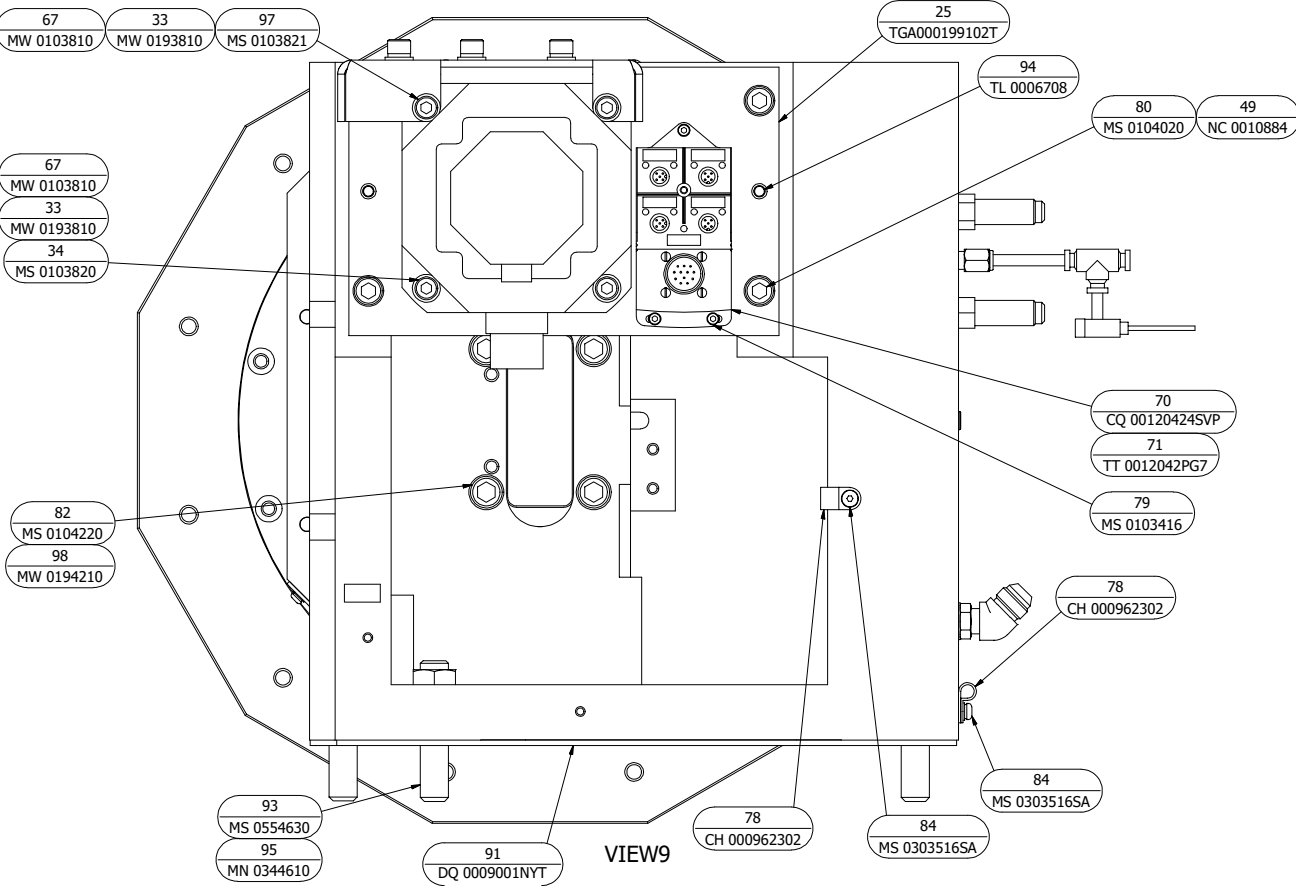 67
MW 0103810
33
MW 0193810
97
MS 0103821
25
TGA000199102T
94
TL 0006708
80
MS 0104020
49
NC 0010884
67
MW 0103810
33
MW 0193810
34
MS 0103820
70
CQ 00120424SVP
71
TT 0012042PG7
79
MS 0103416
82
MS 0104220
98
MW 0194210
78
CH 000962302
84
MS 0303516SA
93
MS 0554630
95
MN 0344610
91
DQ 0009001NYT
VIEW9
78
CH 000962302
84
MS 0303516SA